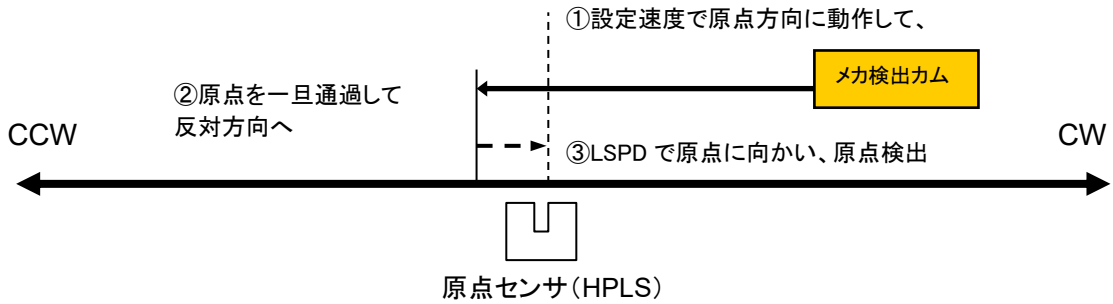 ①設定速度で原点方向に動作して、
メカ検出カム
②原点を一旦通過して
反対方向へ
CCW
CW
③LSPD で原点に向かい、原点検出
原点センサ（HPLS）